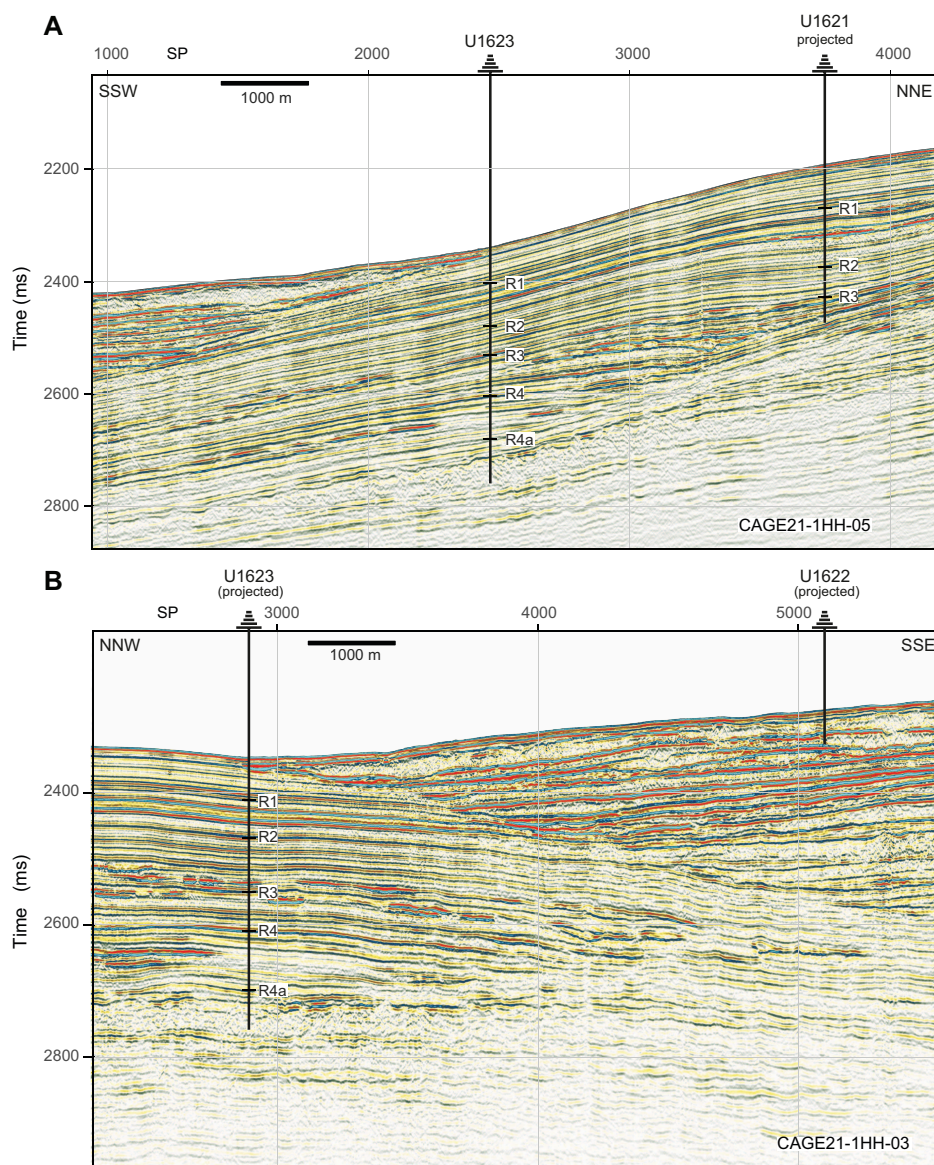 A
U1623
U1621
projected
1000
SP
2000
3000
4000
1000 m
SSW
NNE
2200
2400
2600
2800
Time (ms)
R1
R2
R3
R4
R4a
R1
R2
R3
CAGE21-1HH-05
B
U1623
(projected)
U1622
(projected)
SP
3000
4000
5000
1000 m
NNW
SSE
2400
2600
2800
Time (ms)
R1
R2
R3
R4
R4a
CAGE21-1HH-03